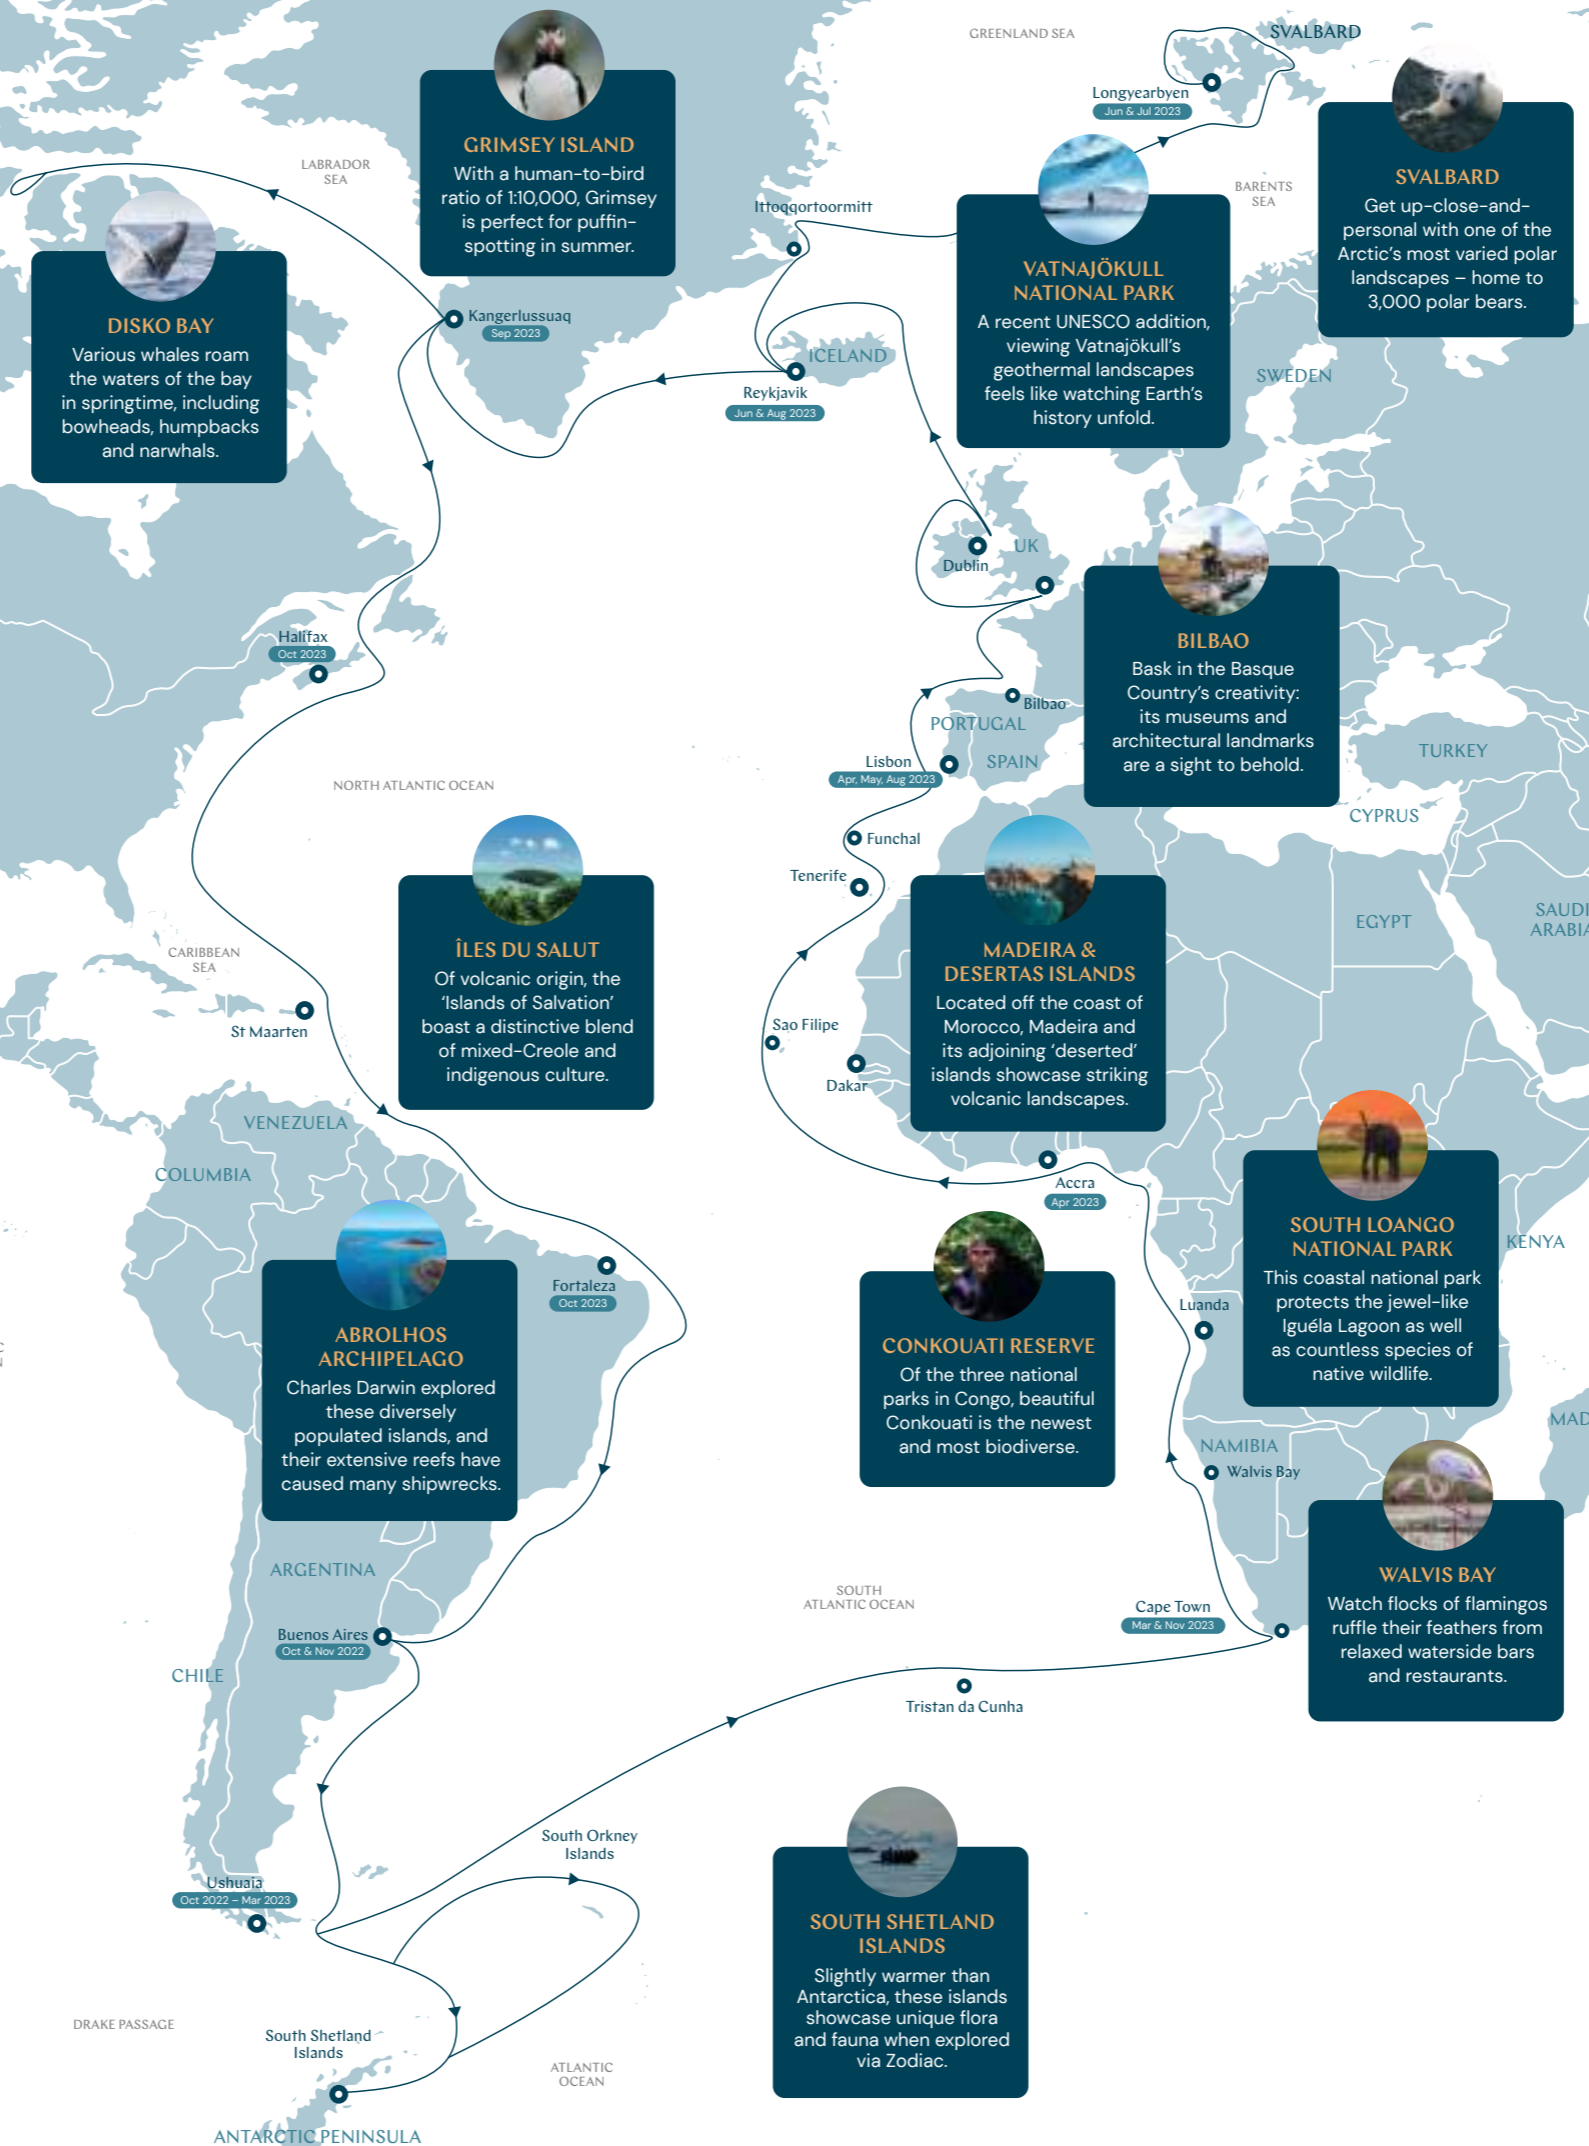 GREENLAND SEA
SVALBARD
Longyearbyen
Jun & Jul 2023
GRIMSEY ISLAND
With a human-to-bird
ratio of 1:10,000, Grimsey
is perfect for puffin-
spotting in summer.
LABRADOR
SEA
BARENTS
SEA
SVALBARD
Get up-close-and-
personal with one of the
Arctic's most varied polar
landscapes – home to
3,000 polar bears.
Ittoqqortoormitt
VATNAJÖKULL
NATIONAL PARK
A recent UNESCO addition,
viewing Vatnajökull's
geothermal landscapes
feels like watching Earth's
history unfold.
DISKO BAY
Various whales roam
the waters of the bay
in springtime, including
bowheads, humpbacks
and narwhals.
Kangerlussuaq
Sep 2023
ICELAND
Reykjavik
Jun & Aug 2023
SWEDEN
UK
Dublin
BILBAO
Bask in the Basque
Country's creativity:
its museums and
architectural landmarks
are a sight to behold.
Halifax
Oct 2023
Bilbao
PORTUGAL
SPAIN
Lisbon
Apr, May, Aug 2023
TURKEY
CYPRUS
NORTH ATLANTIC OCEAN
Funchal
Tenerife
EGYPT
SAUDI
ARABIA
ÎLES DU SALUT
Of volcanic origin, the
'Islands of Salvation'
boast a distinctive blend
of mixed-Creole and
indigenous culture.
MADEIRA &
DESERTAS ISLANDS
Located off the coast of
Morocco, Madeira and
its adjoining 'deserted'
islands showcase striking
volcanic landscapes.
CARIBBEAN
SEA
St Maarten
Sao Filipe
Dakar
VENEZUELA
COLUMBIA
Accra
Apr 2023
SOUTH LOANGO
NATIONAL PARK
This coastal national park
protects the jewel-like
Iguéla Lagoon as well
as countless species of
native wildlife.
KENYA
Fortaleza
Oct 2023
Luanda
ABROLHOS
ARCHIPELAGO
Charles Darwin explored
these diversely
populated islands, and
their extensive reefs have
caused many shipwrecks.
CONKOUATI RESERVE
Of the three national
parks in Congo, beautiful
Conkouati is the newest
and most biodiverse.
MAD
NAMIBIA
Walvis Bay
WALVIS BAY
Watch flocks of flamingos
ruffle their feathers from
relaxed waterside bars
and restaurants.
ARGENTINA
SOUTH
ATLANTIC OCEAN
Cape Town
Mar & Nov 2023
Buenos Aires
Oct & Nov 2022
CHILE
Tristan da Cunha
South Orkney
Islands
Ushuaia
Oct 2022 – Mar 2023
SOUTH SHETLAND
ISLANDS
Slightly warmer than
Antarctica, these islands
showcase unique flora
and fauna when explored
via Zodiac.
DRAKE PASSAGE
South Shetland
Islands
ATLANTIC
OCEAN
ANTARCTIC PENINSULA